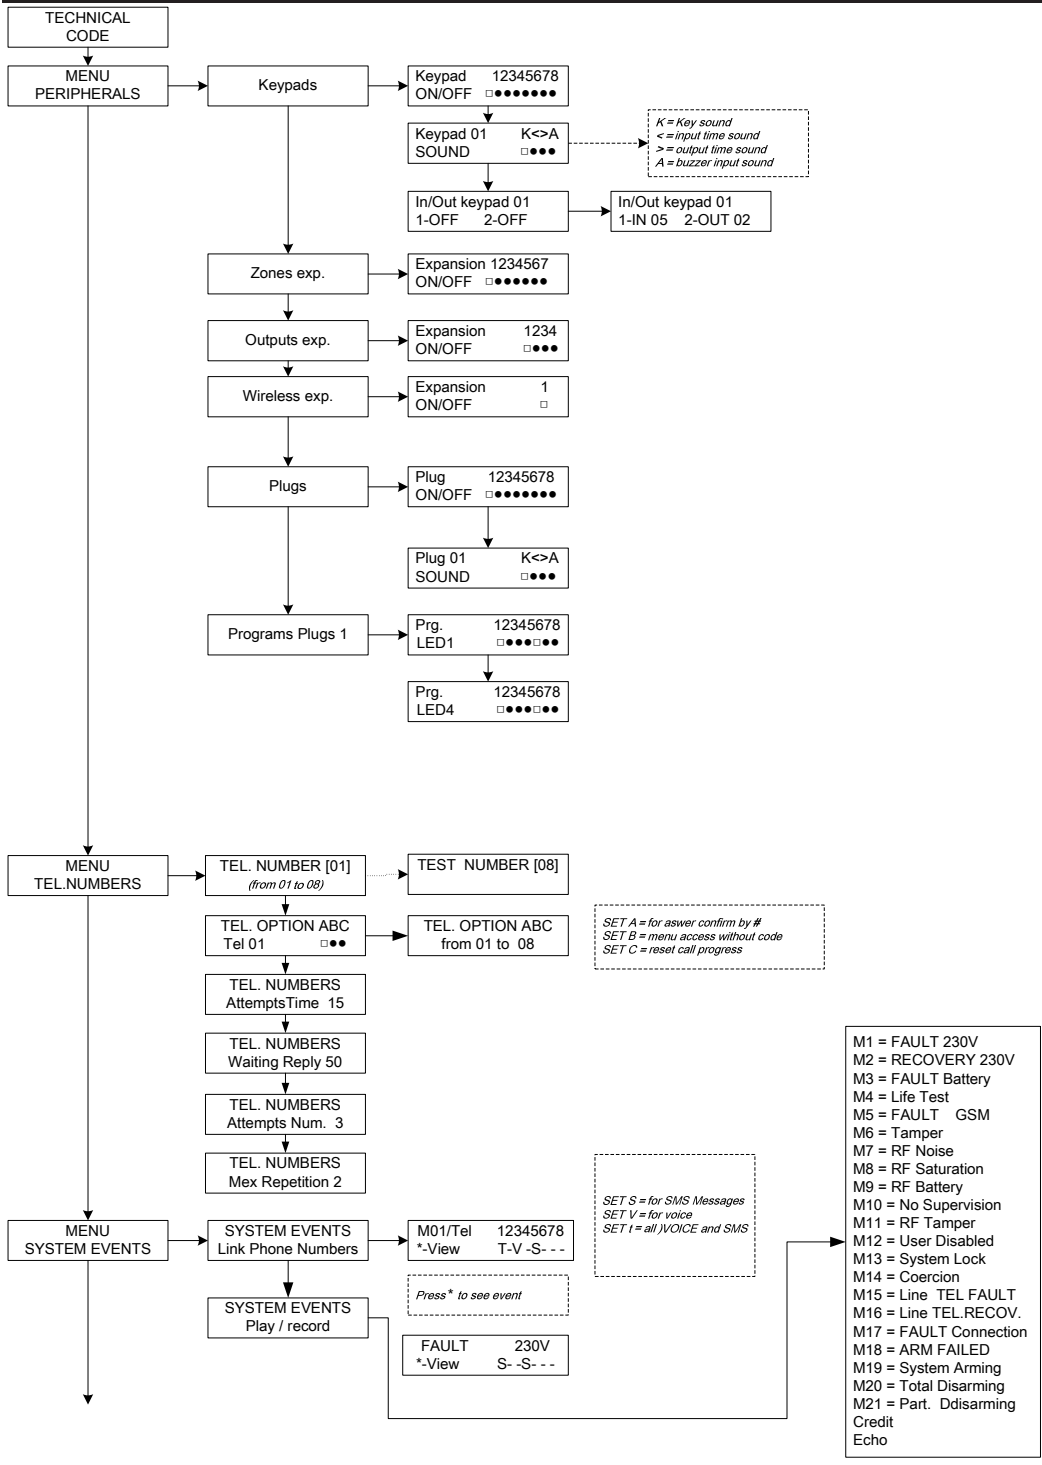 TECHNICAL
CODE
MENU
PERIPHERALS
Keypads
Keypad 12345678
ON/OFF □●●●●●●●
Keypad 01 K<>A
SOUND □●●●
K = Key sound
< = input time sound
> = output time sound
A = buzzer input sound
In/Out keypad 01
1-OFF 2-OFF
In/Out keypad 01
1-IN 05 2-OUT 02
Zones exp.
Expansion 1234567
ON/OFF □●●●●●●
Outputs exp.
Expansion 1234
ON/OFF □●●●
Wireless exp.
Expansion 1
ON/OFF □
Plugs
Plug 12345678
ON/OFF □●●●●●●●
Plug 01 K<>A
SOUND □●●●
Programs Plugs 1
Prg. 12345678
LED1 □●●●□●●
Prg. 12345678
LED4 □●●●□●●
MENU
TEL.NUMBERS
TEL. NUMBER [01]
(from 01 to 08)
TEST NUMBER [08]
TEL. OPTION ABC
Tel 01 □●●
TEL. OPTION ABC
from 01 to 08
SET A = for aswer confirm by #
SET B = menu access without code
SET C = reset call progress
TEL. NUMBERS
AttemptsTime 15
TEL. NUMBERS
Waiting Reply 50
TEL. NUMBERS
Attempts Num. 3
TEL. NUMBERS
Mex Repetition 2
MENU
SYSTEM EVENTS
SYSTEM EVENTS
Link Phone Numbers
M01/Tel 12345678
*-View T-V -S- - -
SET S = for SMS Messages
SET V = for voice
SET t = all )VOICE and SMS
Press * to see event
SYSTEM EVENTS
Play / record
FAULT 230V
*-View S- -S- - -
M1 = FAULT 230V
M2 = RECOVERY 230V
M3 = FAULT Battery
M4 = Life Test
M5 = FAULT GSM
M6 = Tamper
M7 = RF Noise
M8 = RF Saturation
M9 = RF Battery
M10 = No Supervision
M11 = RF Tamper
M12 = User Disabled
M13 = System Lock
M14 = Coercion
M15 = Line TEL FAULT
M16 = Line TEL.RECOV.
M17 = FAULT Connection
M18 = ARM FAILED
M19 = System Arming
M20 = Total Disarming
M21 = Part. Ddisarming
Credit
Echo